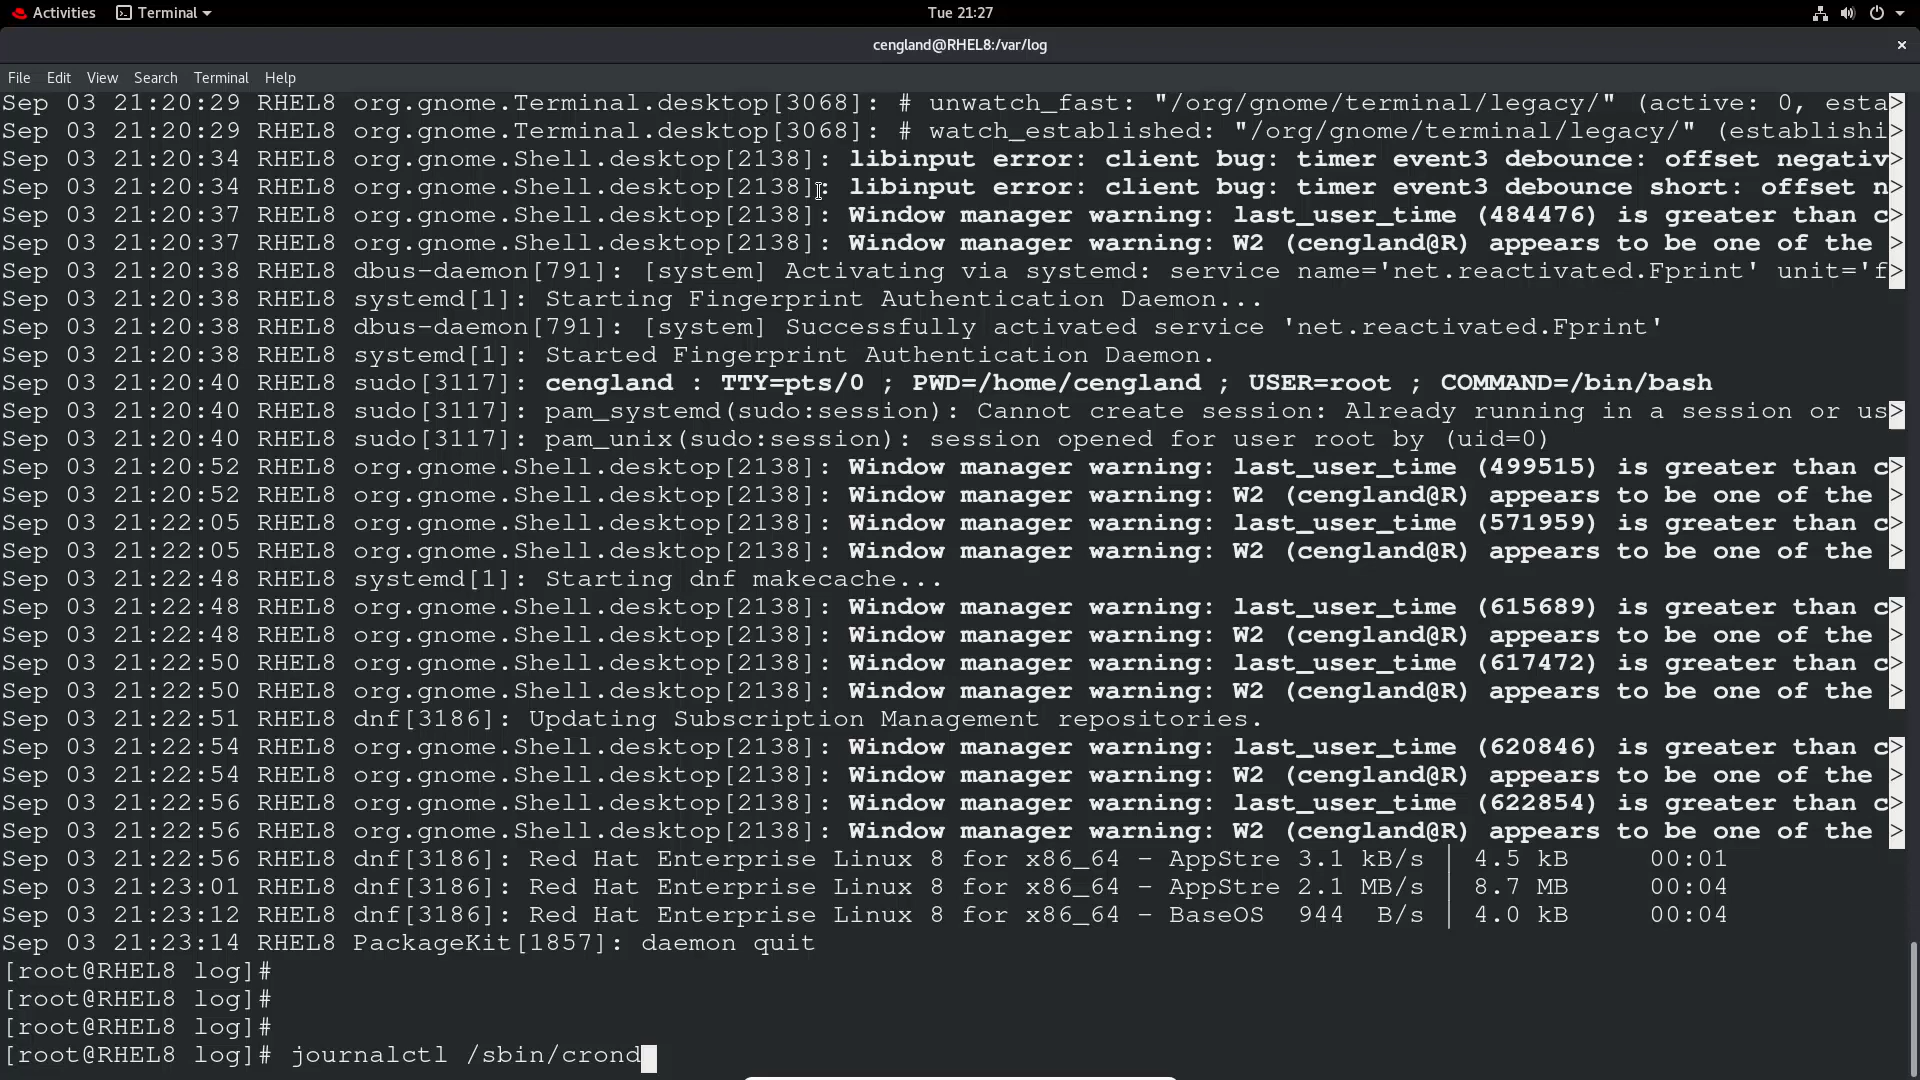 Activities Terminal Tue 21:27
cengland@RHEL8:/var/log
File Edit View Search Terminal Help
Sep 03 21:20:29 RHEL8 org.gnome.Terminal.desktop[3068]: # unwatch_fast: "/org/gnome/terminal/legacy/" (active: 0, esta>
Sep 03 21:20:29 RHEL8 org.gnome.Terminal.desktop[3068]: # watch_established: "/org/gnome/terminal/legacy/" (establishi>
Sep 03 21:20:34 RHEL8 org.gnome.Shell.desktop[2138]: libinput error: client bug: timer event3 debounce: offset negativ>
Sep 03 21:20:34 RHEL8 org.gnome.Shell.desktop[2138]: libinput error: client bug: timer event3 debounce short: offset n>
Sep 03 21:20:37 RHEL8 org.gnome.Shell.desktop[2138]: Window manager warning: last_user_time (484476) is greater than c>
Sep 03 21:20:37 RHEL8 org.gnome.Shell.desktop[2138]: Window manager warning: W2 (cengland@R) appears to be one of the >
Sep 03 21:20:38 RHEL8 dbus-daemon[791]: [system] Activating via systemd: service name='net.reactivated.Fprint' unit='f>
Sep 03 21:20:38 RHEL8 systemd[1]: Starting Fingerprint Authentication Daemon...
Sep 03 21:20:38 RHEL8 dbus-daemon[791]: [system] Successfully activated service 'net.reactivated.Fprint'
Sep 03 21:20:38 RHEL8 systemd[1]: Started Fingerprint Authentication Daemon.
Sep 03 21:20:40 RHEL8 sudo[3117]: cengland : TTY=pts/0 ; PWD=/home/cengland ; USER=root ; COMMAND=/bin/bash
Sep 03 21:20:40 RHEL8 sudo[3117]: pam_systemd(sudo:session): Cannot create session: Already running in a session or us>
Sep 03 21:20:40 RHEL8 sudo[3117]: pam_unix(sudo:session): session opened for user root by (uid=0)
Sep 03 21:20:52 RHEL8 org.gnome.Shell.desktop[2138]: Window manager warning: last_user_time (499515) is greater than c>
Sep 03 21:20:52 RHEL8 org.gnome.Shell.desktop[2138]: Window manager warning: W2 (cengland@R) appears to be one of the >
Sep 03 21:22:05 RHEL8 org.gnome.Shell.desktop[2138]: Window manager warning: last_user_time (571959) is greater than c>
Sep 03 21:22:05 RHEL8 org.gnome.Shell.desktop[2138]: Window manager warning: W2 (cengland@R) appears to be one of the >
Sep 03 21:22:48 RHEL8 systemd[1]: Starting dnf makecache...
Sep 03 21:22:48 RHEL8 org.gnome.Shell.desktop[2138]: Window manager warning: last_user_time (615689) is greater than c>
Sep 03 21:22:48 RHEL8 org.gnome.Shell.desktop[2138]: Window manager warning: W2 (cengland@R) appears to be one of the >
Sep 03 21:22:50 RHEL8 org.gnome.Shell.desktop[2138]: Window manager warning: last_user_time (617472) is greater than c>
Sep 03 21:22:50 RHEL8 org.gnome.Shell.desktop[2138]: Window manager warning: W2 (cengland@R) appears to be one of the >
Sep 03 21:22:51 RHEL8 dnf[3186]: Updating Subscription Management repositories.
Sep 03 21:22:54 RHEL8 org.gnome.Shell.desktop[2138]: Window manager warning: last_user_time (620846) is greater than c>
Sep 03 21:22:54 RHEL8 org.gnome.Shell.desktop[2138]: Window manager warning: W2 (cengland@R) appears to be one of the >
Sep 03 21:22:56 RHEL8 org.gnome.Shell.desktop[2138]: Window manager warning: last_user_time (622854) is greater than c>
Sep 03 21:22:56 RHEL8 org.gnome.Shell.desktop[2138]: Window manager warning: W2 (cengland@R) appears to be one of the >
Sep 03 21:22:56 RHEL8 dnf[3186]: Red Hat Enterprise Linux 8 for x86_64 - AppStre 3.1 kB/s | 4.5 kB 00:01
Sep 03 21:23:01 RHEL8 dnf[3186]: Red Hat Enterprise Linux 8 for x86_64 - AppStre 2.1 MB/s | 8.7 MB 00:04
Sep 03 21:23:12 RHEL8 dnf[3186]: Red Hat Enterprise Linux 8 for x86_64 - BaseOS 944 B/s | 4.0 kB 00:04
Sep 03 21:23:14 RHEL8 PackageKit[1857]: daemon quit
[root@RHEL8 log]#
[root@RHEL8 log]#
[root@RHEL8 log]#
[root@RHEL8 log]# journalctl /sbin/crond